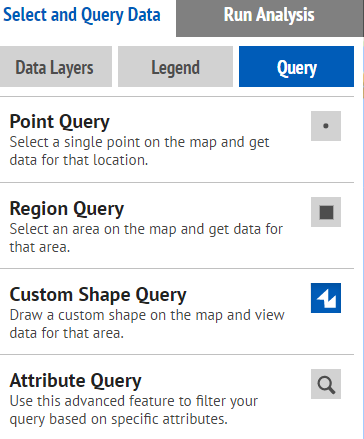 Select and Query Data
Run Analysis
Data Layers
Legend
Query
Point Query
Select a single point on the map and get
data for that location.
Region Query
Select an area on the map and get data for
that area.
Custom Shape Query
Draw a custom shape on the map and view
data for that area.
Attribute Query
Use this advanced feature to filter your
query based on specific attributes.